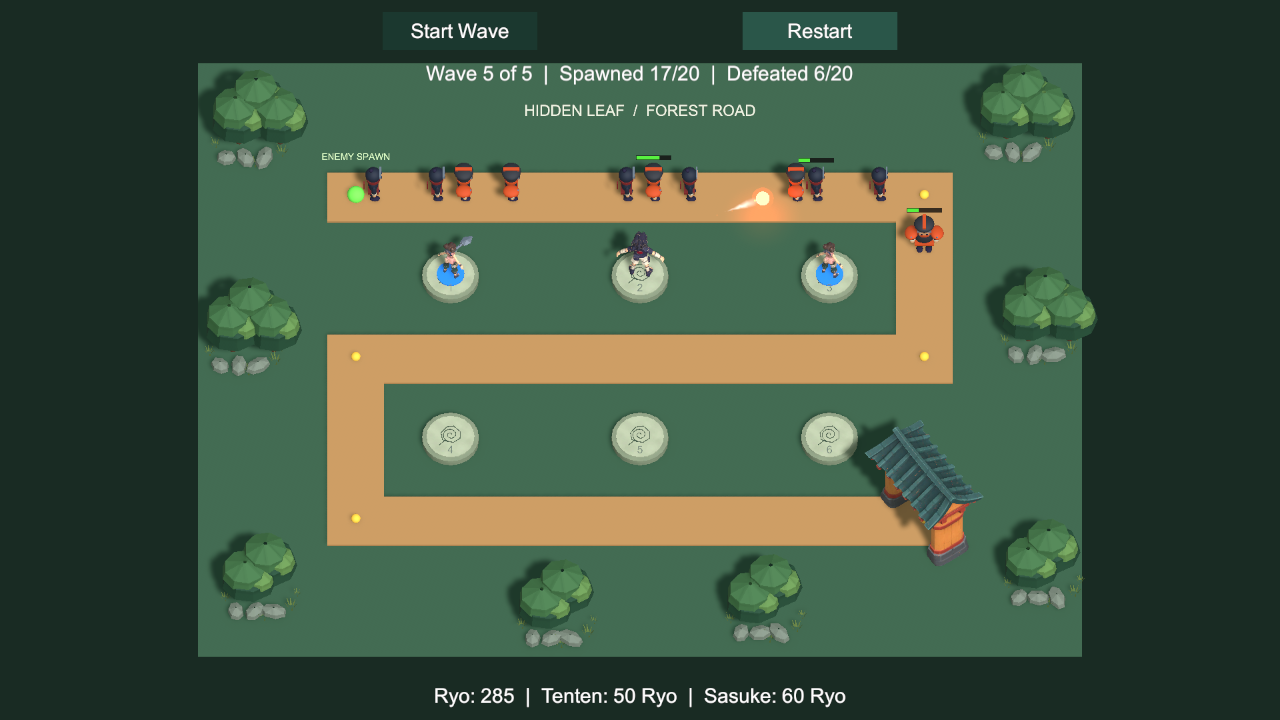 Start Wave
Restart
Wave 5 of 5 | Spawned 17/20 | Defeated 6/20
HIDDEN LEAF / FOREST ROAD
ENEMY SPAWN
2
3
4
5
6
Ryo: 285 | Tenten: 50 Ryo | Sasuke: 60 Ryo